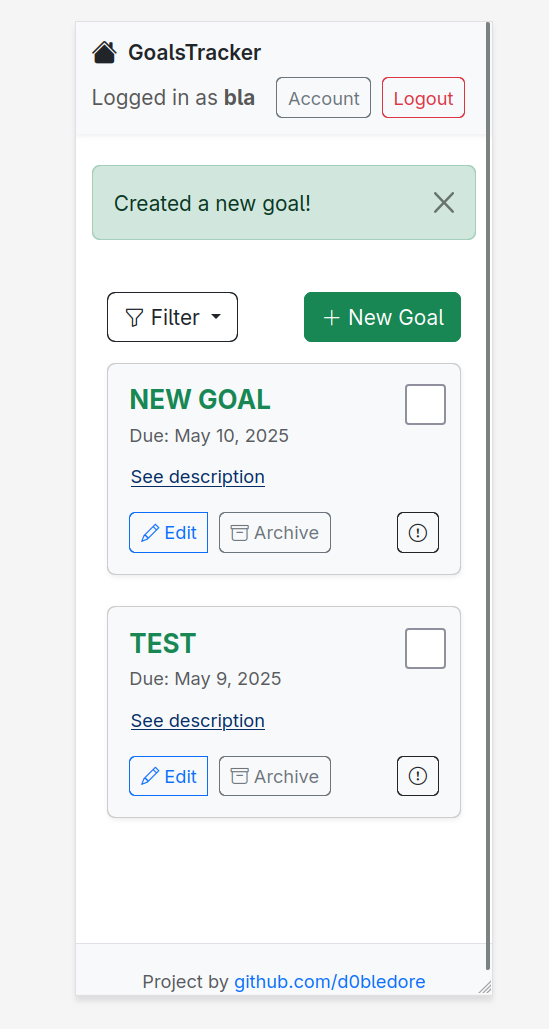 GoalsTracker
Logged in as bla Account Logout
Created a new goal!
Filter + New Goal
NEW GOAL
Due: May 10, 2025
See description
Edit Archive
TEST
Due: May 9, 2025
See description
Edit Archive
Project by github.com/d0bledore